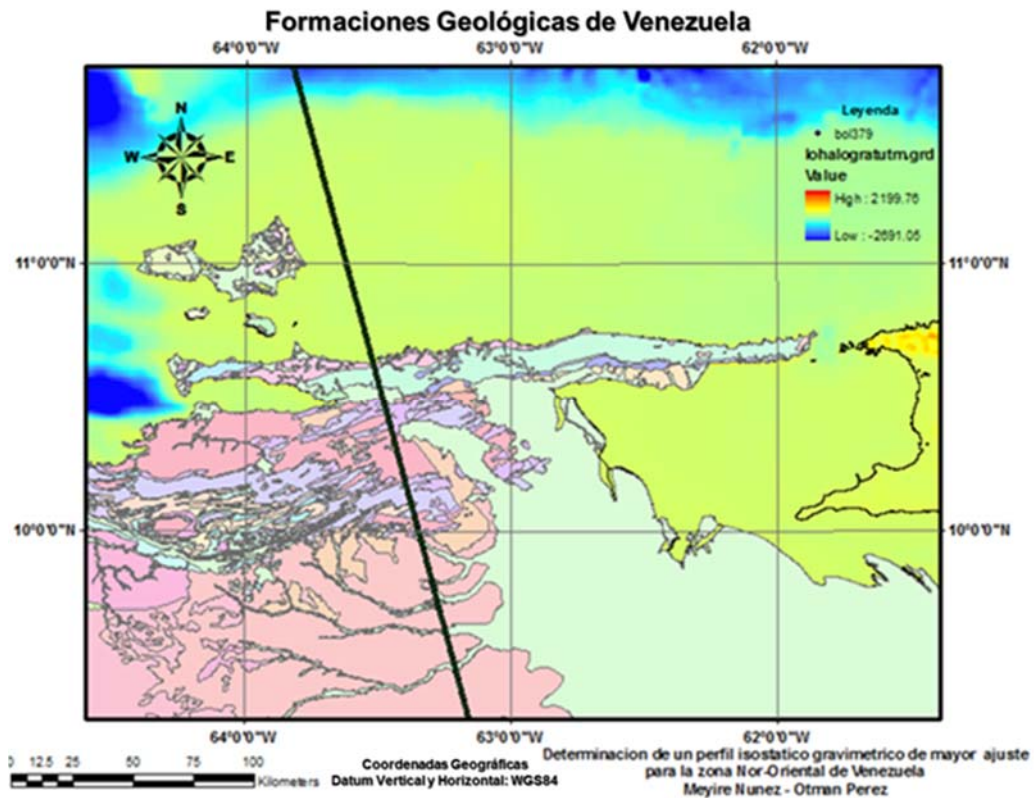 Formaciones Geológicas de Venezuela
64°0'0"W 63°0'0"W 62°0'0"W
N
W E
S
Leyenda
bol379
lohalogratutm.grd
Value
High : 2199.76
Low : -2691.05
11°0'0"N 11°0'0"N
10°0'0"N 10°0'0"N
64°0'0"W 63°0'0"W 62°0'0"W
0 12.5 25 50 75 100
Kilometers
Coordenadas Geográficas
Datum Vertical y Horizontal: WGS84
Determinacion de un perfil isostatico gravimetrico de mayor ajuste
para la zona Nor-Oriental de Venezuela
Meyire Nunez - Otman Perez